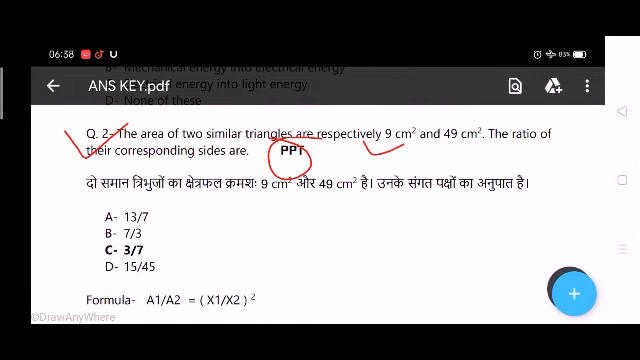 06:38 U 83%
B- Mechanical energy into electrical energy
ANS KEY.pdf
energy into light energy
D- None of these
Q. 2- The area of two similar triangles are respectively 9 cm² and 49 cm². The ratio of
their corresponding sides are. PPT
दो समान त्रिभुजों का क्षेत्रफल क्रमशः 9 cm² और 49 cm² है। उनके संगत पक्षों का अनुपात है।
A- 13/7
B- 7/3
C- 3/7
D- 15/45
Formula- A1/A2 = ( X1/X2 ) ²
@DrawAnyWhere